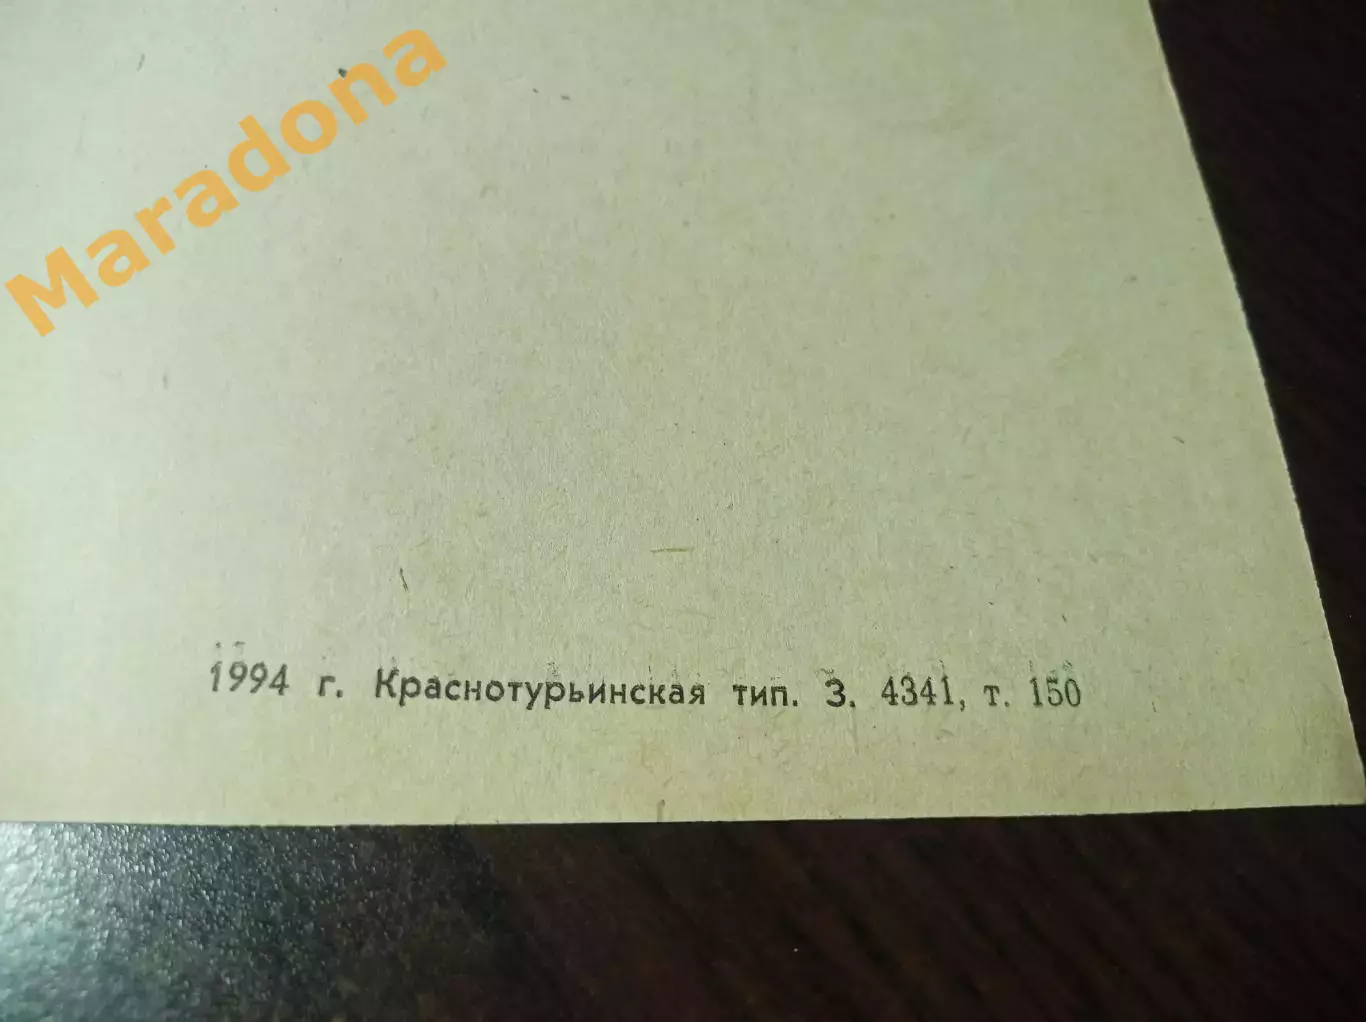 Maradona
1994 г. Краснотурьинская тип. З. 4341, т. 150